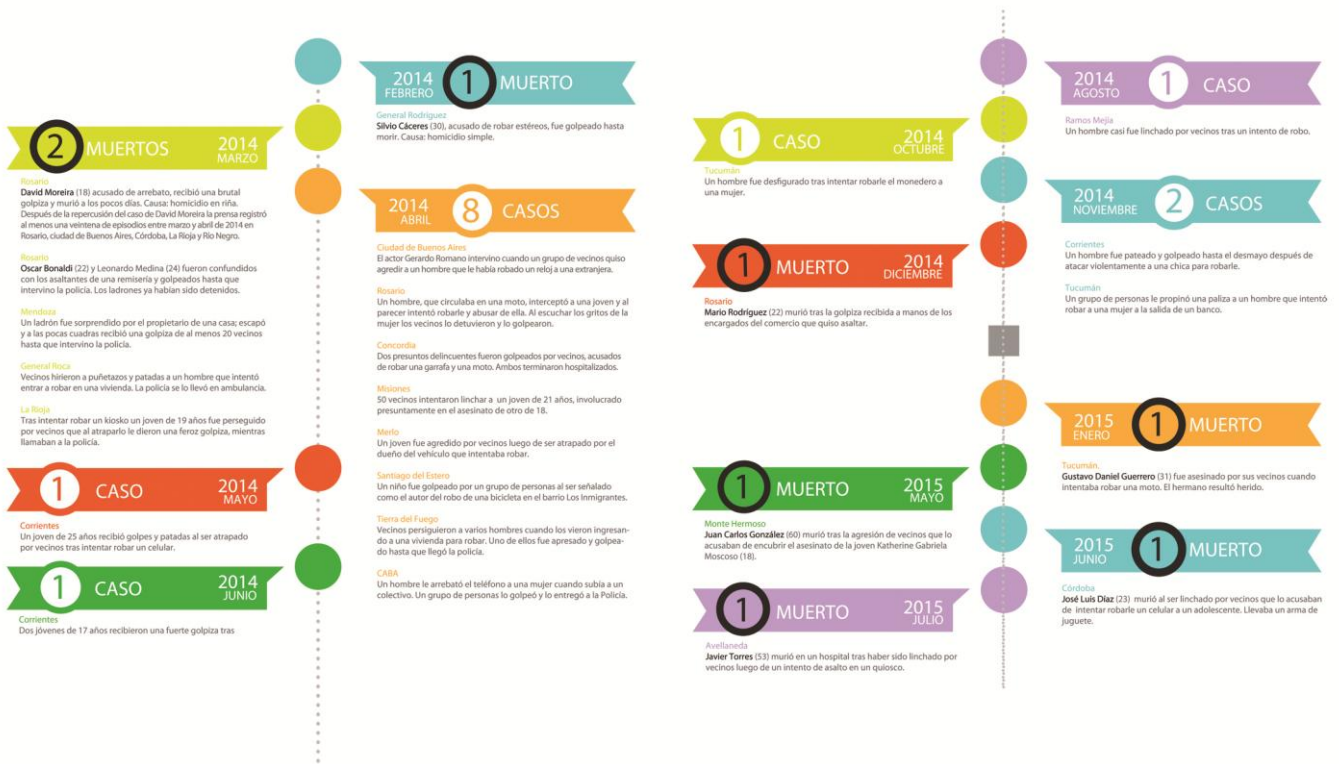 2014
FEBRERO
1
MUERTO
General Rodríguez
Silvio Cáceres (30), acusado de robar estéreos, fue golpeado hasta
morir. Causa: homicidio simple.
2
MUERTOS
2014
MARZO
Rosario
David Moreira (18) acusado de arrebato, recibió una brutal
golpiza y murió a los pocos días. Causa: homicidio en riña.
Después de la repercusión del caso de David Moreira la prensa registró
al menos una veintena de episodios entre marzo y abril de 2014 en
Rosario, ciudad de Buenos Aires, Córdoba, La Rioja y Río Negro.
Rosario
Oscar Bonaldi (22) y Leonardo Medina (24) fueron confundidos
con los asaltantes de una remisería y golpeados hasta que
intervino la policía. Los ladrones ya habían sido detenidos.
Mendoza
Un ladrón fue sorprendido por el propietario de una casa; escapó
y a las pocas cuadras recibió una golpiza de al menos 20 vecinos
hasta que intervino la policía.
General Roca
Vecinos hirieron a puñetazos y patadas a un hombre que intentó
entrar a robar en una vivienda. La policía se lo llevó en ambulancia.
La Rioja
Tras intentar robar un kiosko un joven de 19 años fue perseguido
por vecinos que al atraparlo le dieron una feroz golpiza, mientras
llamaban a la policía.
2014
ABRIL
8
CASOS
Ciudad de Buenos Aires
El actor Gerardo Romano intervino cuando un grupo de vecinos quiso
agredir a un hombre que le había robado un reloj a una extranjera.
Rosario
Un hombre, que circulaba en una moto, interceptó a una joven y al
parecer intentó robarle y abusar de ella. Al escuchar los gritos de la
mujer los vecinos lo detuvieron y lo golpearon.
Concordia
Dos presuntos delincuentes fueron golpeados por vecinos, acusados
de robar una garrafa y una moto. Ambos terminaron hospitalizados.
Misiones
50 vecinos intentaron linchar a un joven de 21 años, involucrado
presuntamente en el asesinato de otro de 18.
Merlo
Un joven fue agredido por vecinos luego de ser atrapado por el
dueño del vehículo que intentaba robar.
Santiago del Estero
Un niño fue golpeado por un grupo de personas al ser señalado
como el autor del robo de una bicicleta en el barrio Los Inmigrantes.
Tierra del Fuego
Vecinos persiguieron a varios hombres cuando los vieron ingresan-
do a una vivienda para robar. Uno de ellos fue apresado y golpea-
do hasta que llegó la policía.
CABA
Un hombre le arrebató el teléfono a una mujer cuando subía a un
colectivo. Un grupo de personas lo golpeó y lo entregó a la Policía.
1
CASO
2014
MAYO
Corrientes
Un joven de 25 años recibió golpes y patadas al ser atrapado
por vecinos tras intentar robar un celular.
1
CASO
2014
JUNIO
Corrientes
Dos jóvenes de 17 años recibieron una fuerte golpiza tras
2014
AGOSTO
1
CASO
Ramos Mejía
Un hombre casi fue linchado por vecinos tras un intento de robo.
1
CASO
2014
OCTUBRE
Tucumán
Un hombre fue desfigurado tras intentar robarle el monedero a
una mujer.
2014
NOVIEMBRE
2
CASOS
Corrientes
Un hombre fue pateado y golpeado hasta el desmayo después de
atacar violentamente a una chica para robarle.
Tucumán
Un grupo de personas le propinó una paliza a un hombre que intentó
robar a una mujer a la salida de un banco.
1
MUERTO
2014
DICIEMBRE
Rosario
Mario Rodríguez (22) murió tras la golpiza recibida a manos de los
encargados del comercio que quiso asaltar.
2015
ENERO
1
MUERTO
Tucumán
Gustavo Daniel Guerrero (31) fue asesinado por sus vecinos cuando
intentaba robar una moto. El hermano resultó herido.
1
MUERTO
2015
MAYO
Monte Hermoso
Juan Carlos González (60) murió tras la agresión de vecinos que lo
acusaban de encubrir el asesinato de la joven Katherine Gabriela
Moscoso (18).
2015
JUNIO
1
MUERTO
Córdoba
José Luis Díaz (23) murió al ser linchado por vecinos que lo acusaban
de intentar robarle un celular a un adolescente. Llevaba un arma de
juguete.
1
MUERTO
2015
JULIO
Avellaneda
Javier Torres (53) murió en un hospital tras haber sido linchado por
vecinos luego de un intento de asalto en un quiosco.